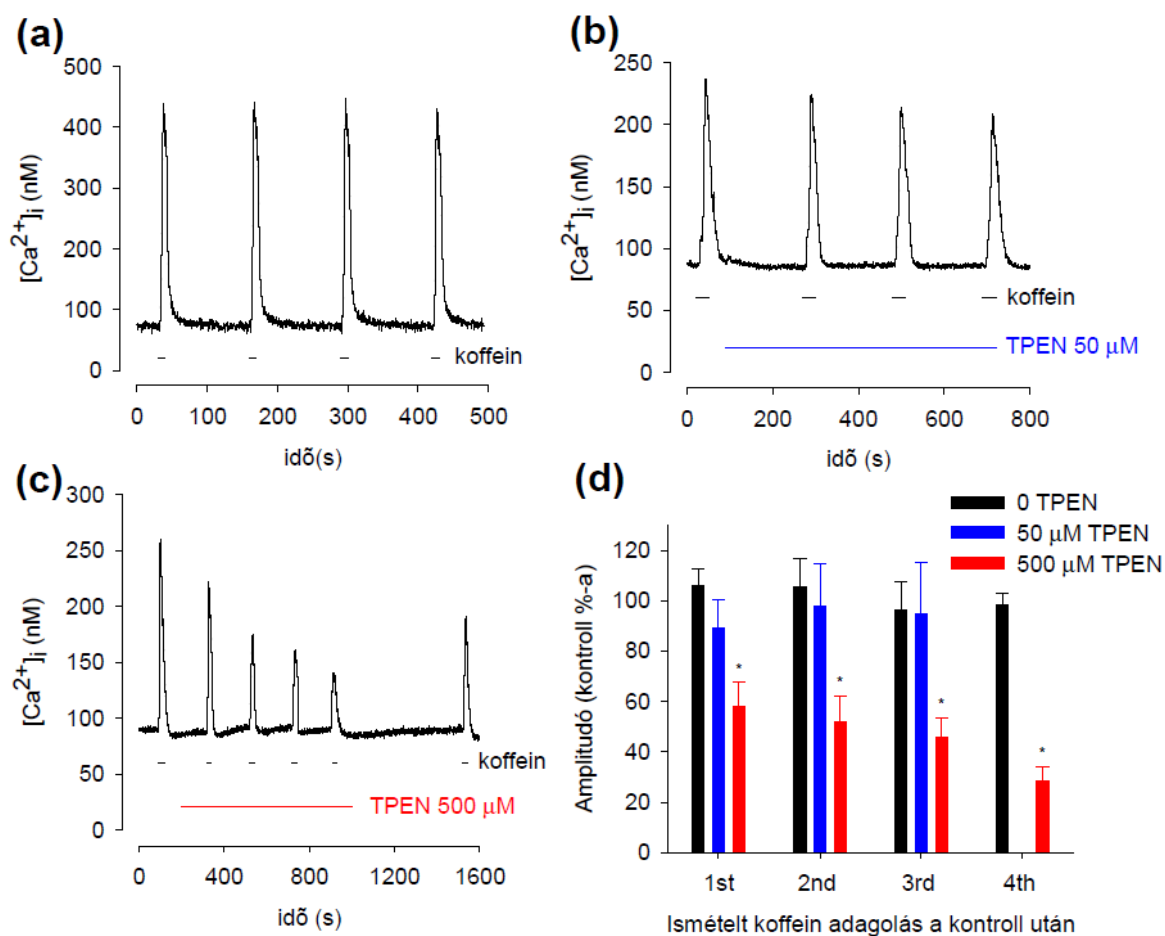 (a)
500
400
300
200
100
0
[Ca2+]i (nM)
koffein
0 100 200 300 400 500
idõ(s)
(b)
250
200
150
100
50
0
[Ca2+]i (nM)
koffein
TPEN 50 µM
0 200 400 600 800
idõ (s)
(c)
300
250
200
150
100
50
0
[Ca2+]i (nM)
koffein
TPEN 500 µM
0 400 800 1200 1600
idõ (s)
(d)
0 TPEN
50 µM TPEN
500 µM TPEN
120
100
80
60
40
20
0
Amplitudó (kontroll %-a)
* * * *
1st 2nd 3rd 4th
Ismételt koffein adagolás a kontroll után